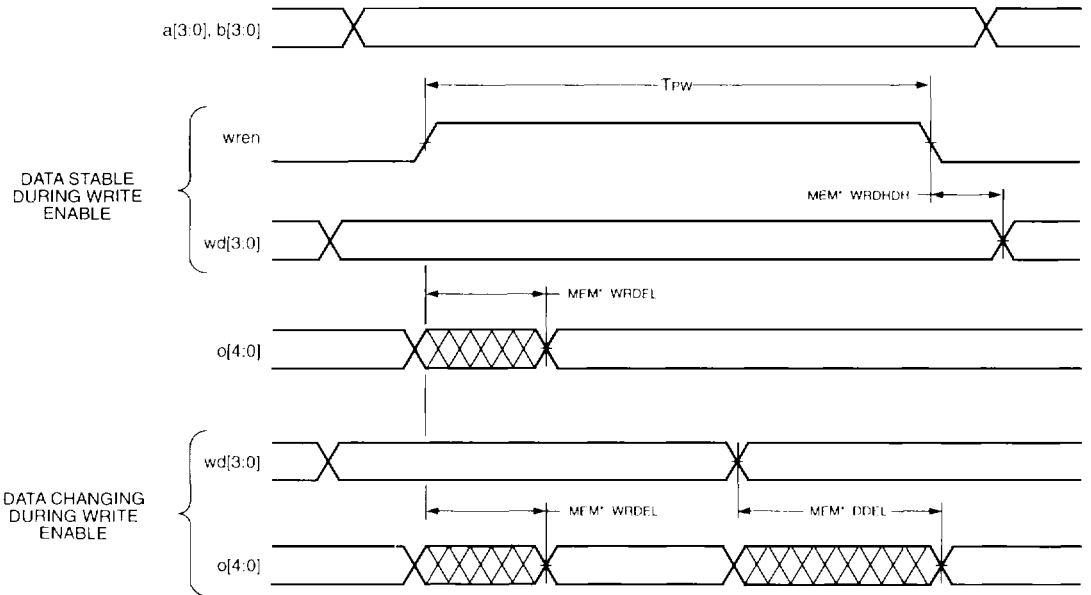 a[3:0], b[3:0]
TPW
wren
DATA STABLE
DURING WRITE
ENABLE
MEM* WRDHDH
wd[3:0]
MEM* WRDEL
o[4:0]
wd[3:0]
DATA CHANGING
DURING WRITE
ENABLE
MEM* WRDEL
MEM* DDEL
o[4:0]